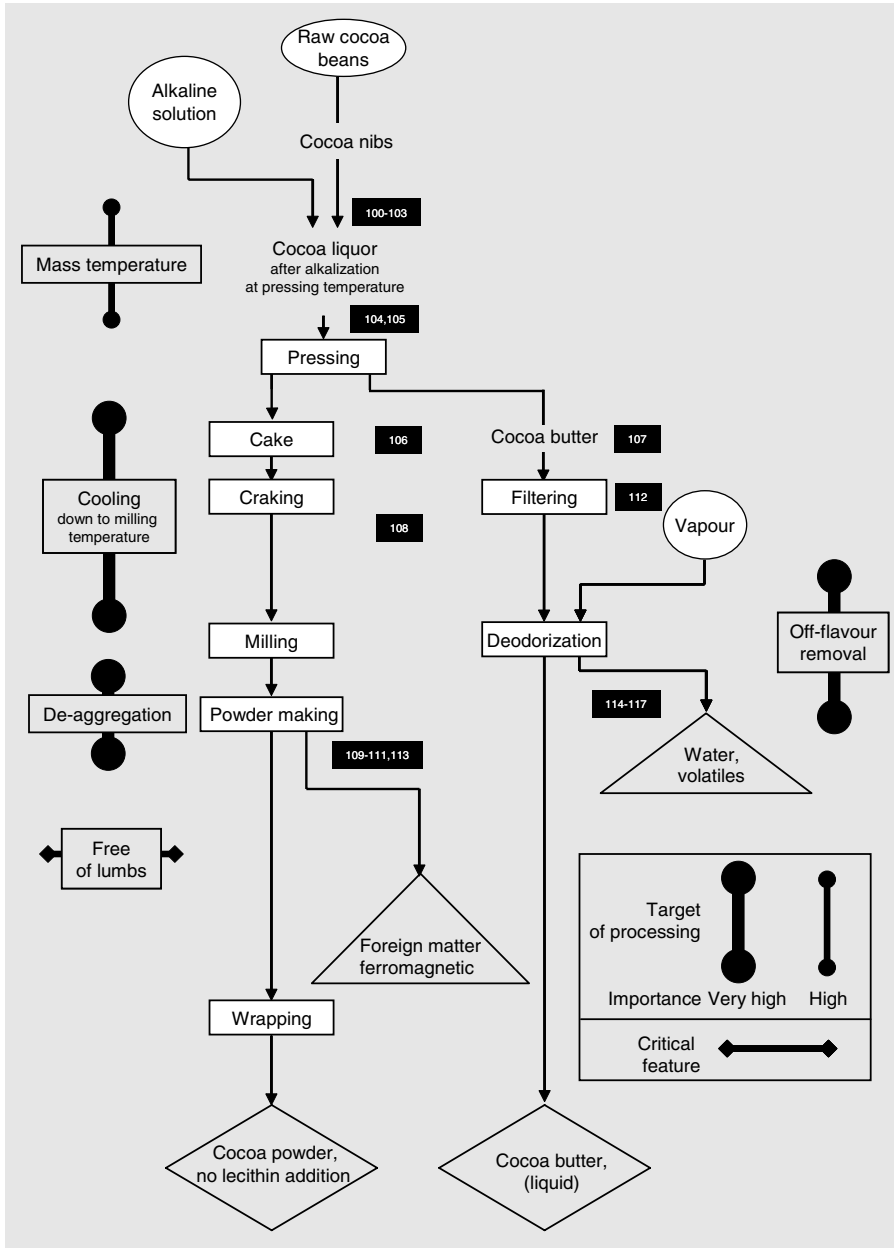 Raw cocoa
beans
Alkaline
solution
Cocoa nibs
100-103
Cocoa liquor
after alkalization
at pressing temperature
Mass temperature
104,105
Pressing
Cake
106
Cocoa butter
107
Craking
Filtering
112
Cooling
down to milling
temperature
108
Vapour
Milling
Deodorization
Off-flavour
removal
De-aggregation
Powder making
114-117
109-111,113
Water,
volatiles
Free
of lumbs
Foreign matter
ferromagnetic
Target
of processing
Importance Very high High
Critical
feature
Wrapping
Cocoa powder,
no lecithin addition
Cocoa butter,
(liquid)